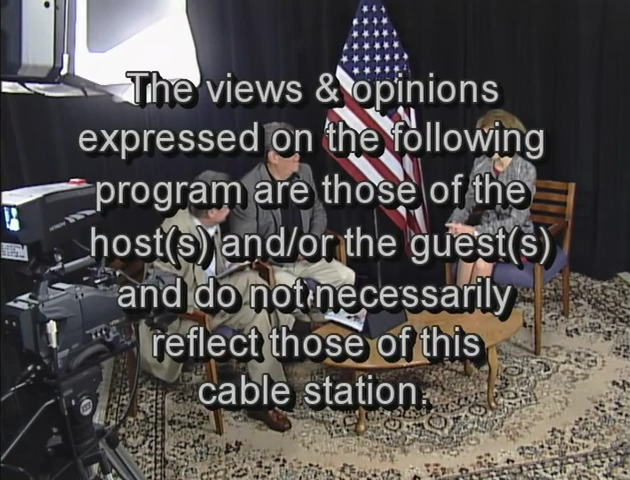 The views & opinions
expressed on the following
program are those of the
host(s) and/or the guest(s)
and do not necessarily
reflect those of this
cable station.
HITACHI